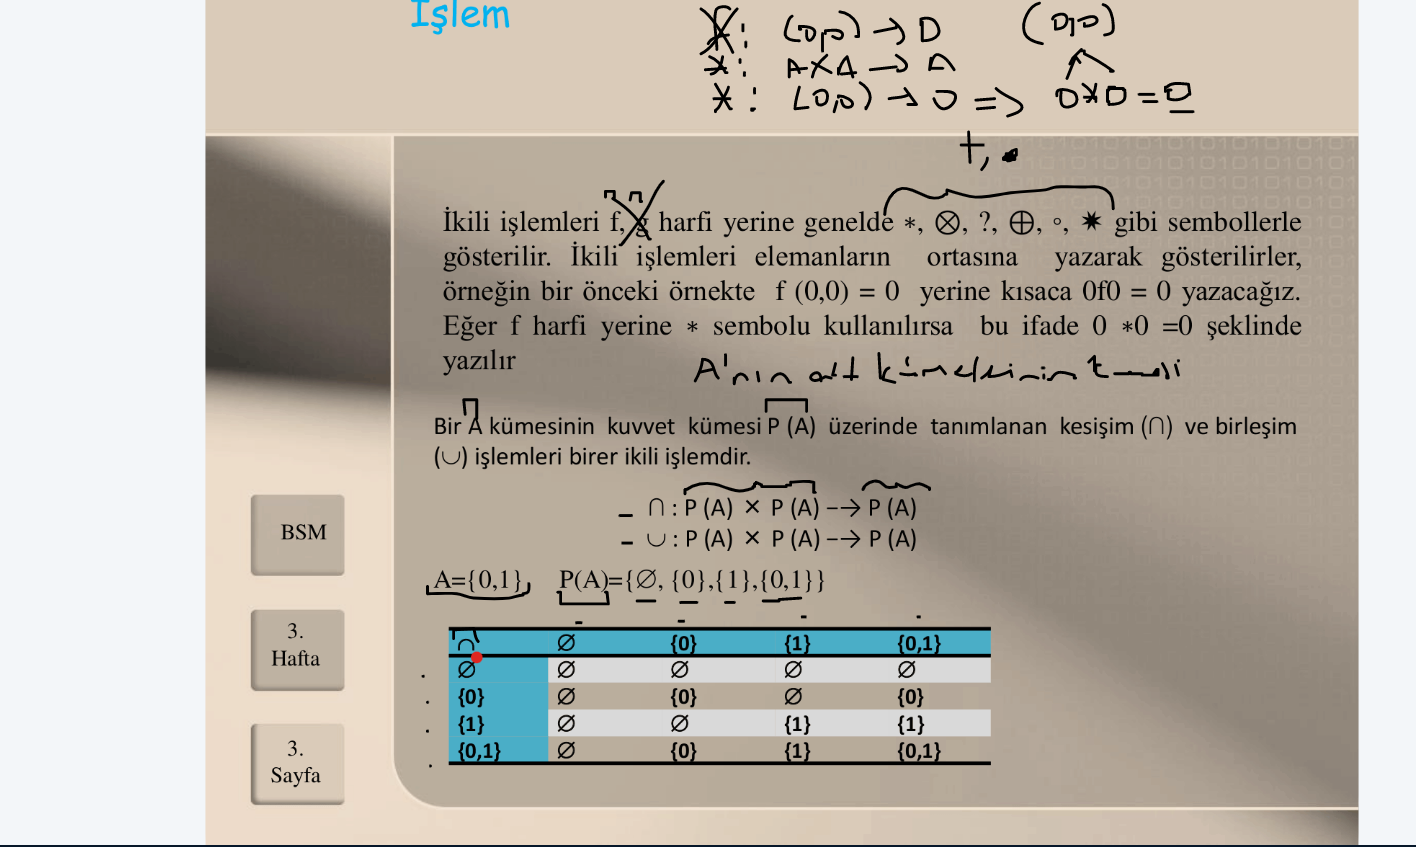 İşlem
*: (0,0) → 0 (0,0)
*: A×A → A
*: (0,0) → 0 => 0*0=0
+, .
İkili işlemleri f, g harfi yerine genelde ∗, ⊗, ?, ⊕, ◦, ✷ gibi sembollerle
gösterilir. İkili işlemleri elemanların ortasına yazarak gösterilirler,
örneğin bir önceki örnekte f (0,0) = 0 yerine kısaca 0f0 = 0 yazacağız.
Eğer f harfi yerine ∗ sembolu kullanılırsa bu ifade 0 ∗0 =0 şeklinde
yazılır
A'nın alt kümelerinin kümesi
Bir A kümesinin kuvvet kümesi P (A) üzerinde tanımlanan kesişim (∩) ve birleşim
(∪) işlemleri birer ikili işlemdir.
∩ : P (A) × P (A) −→ P (A)
∪ : P (A) × P (A) −→ P (A)
A={0,1} P(A)={∅, {0},{1},{0,1}}
∩ ∅ {0} {1} {0,1}
∅ ∅ ∅ ∅ ∅
{0} ∅ {0} ∅ {0}
{1} ∅ ∅ {1} {1}
{0,1} ∅ {0} {1} {0,1}
BSM
3.
Hafta
3.
Sayfa